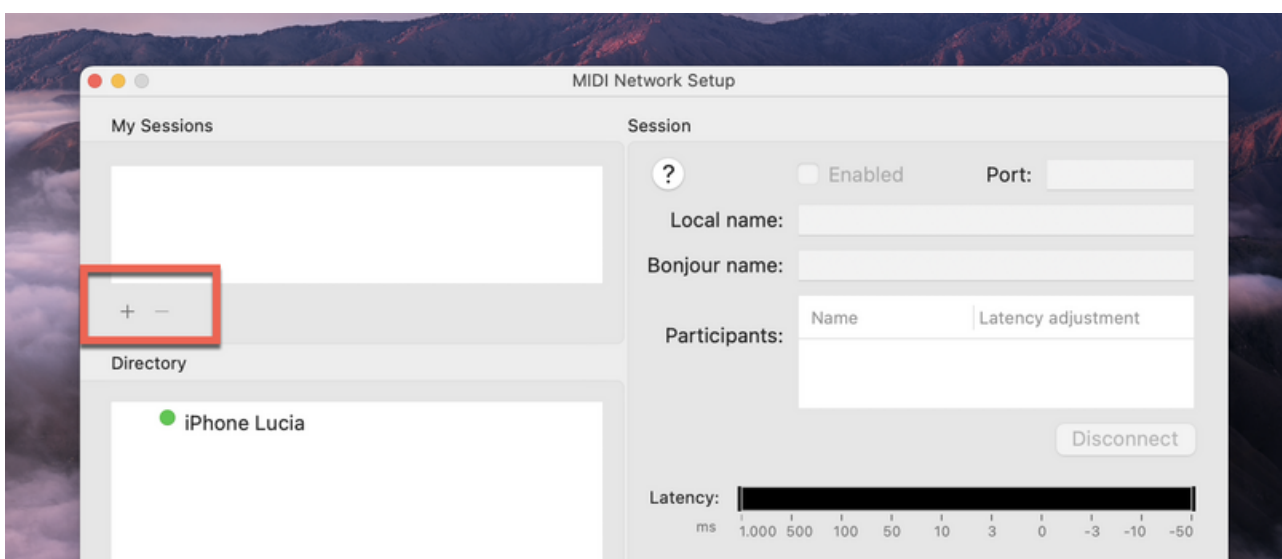 MIDI Network Setup
My Sessions
+ −
Directory
iPhone Lucia
Session
?
Enabled
Port:
Local name:
Bonjour name:
Participants:
Name Latency adjustment
Disconnect
Latency:
ms 1.000 500 100 50 10 3 0 -3 -10 -50